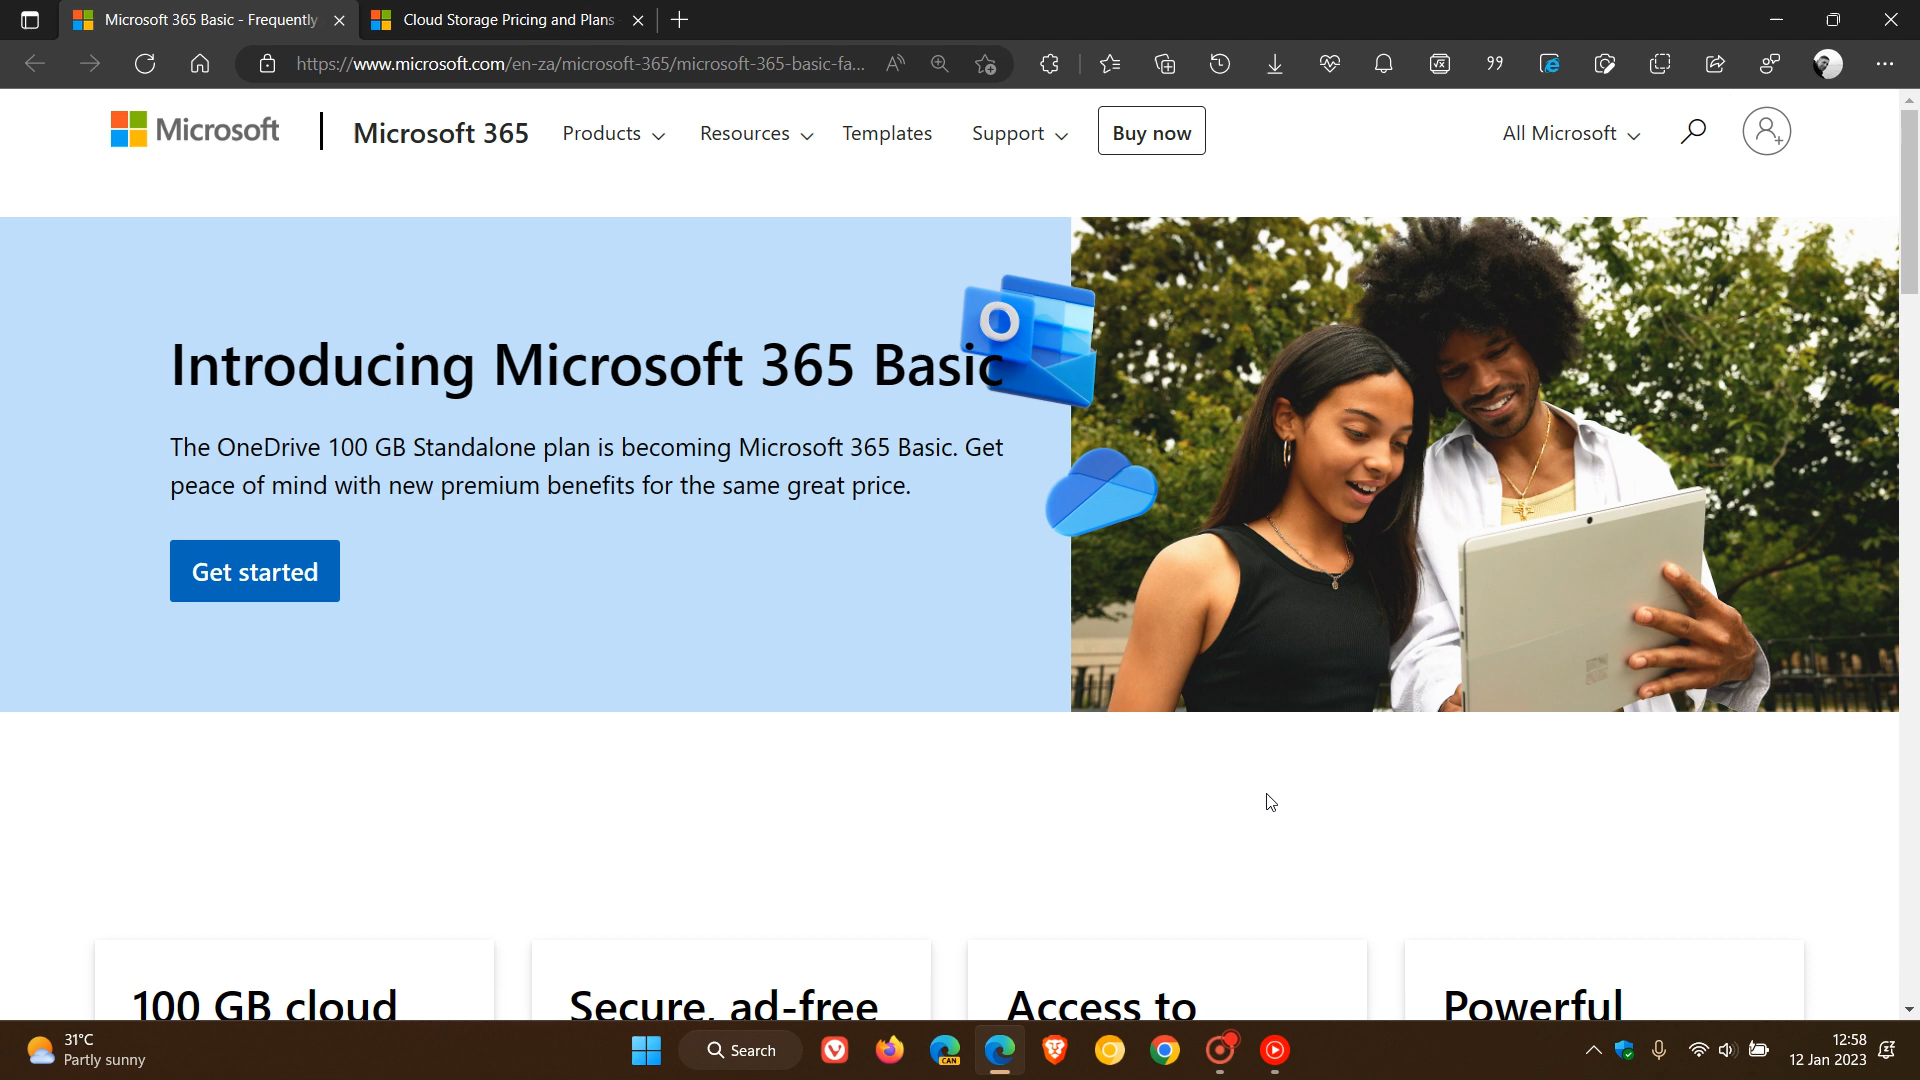 Microsoft 365 Basic - Frequently
Cloud Storage Pricing and Plans
https://www.microsoft.com/en-za/microsoft-365/microsoft-365-basic-fa...
Microsoft
Microsoft 365
Products
Resources
Templates
Support
Buy now
All Microsoft
Introducing Microsoft 365 Basic
The OneDrive 100 GB Standalone plan is becoming Microsoft 365 Basic. Get
peace of mind with new premium benefits for the same great price.
Get started
100 GB cloud
Secure, ad-free
Access to
Powerful
31°C
Partly sunny
Search
CAN
12:58
12 Jan 2023